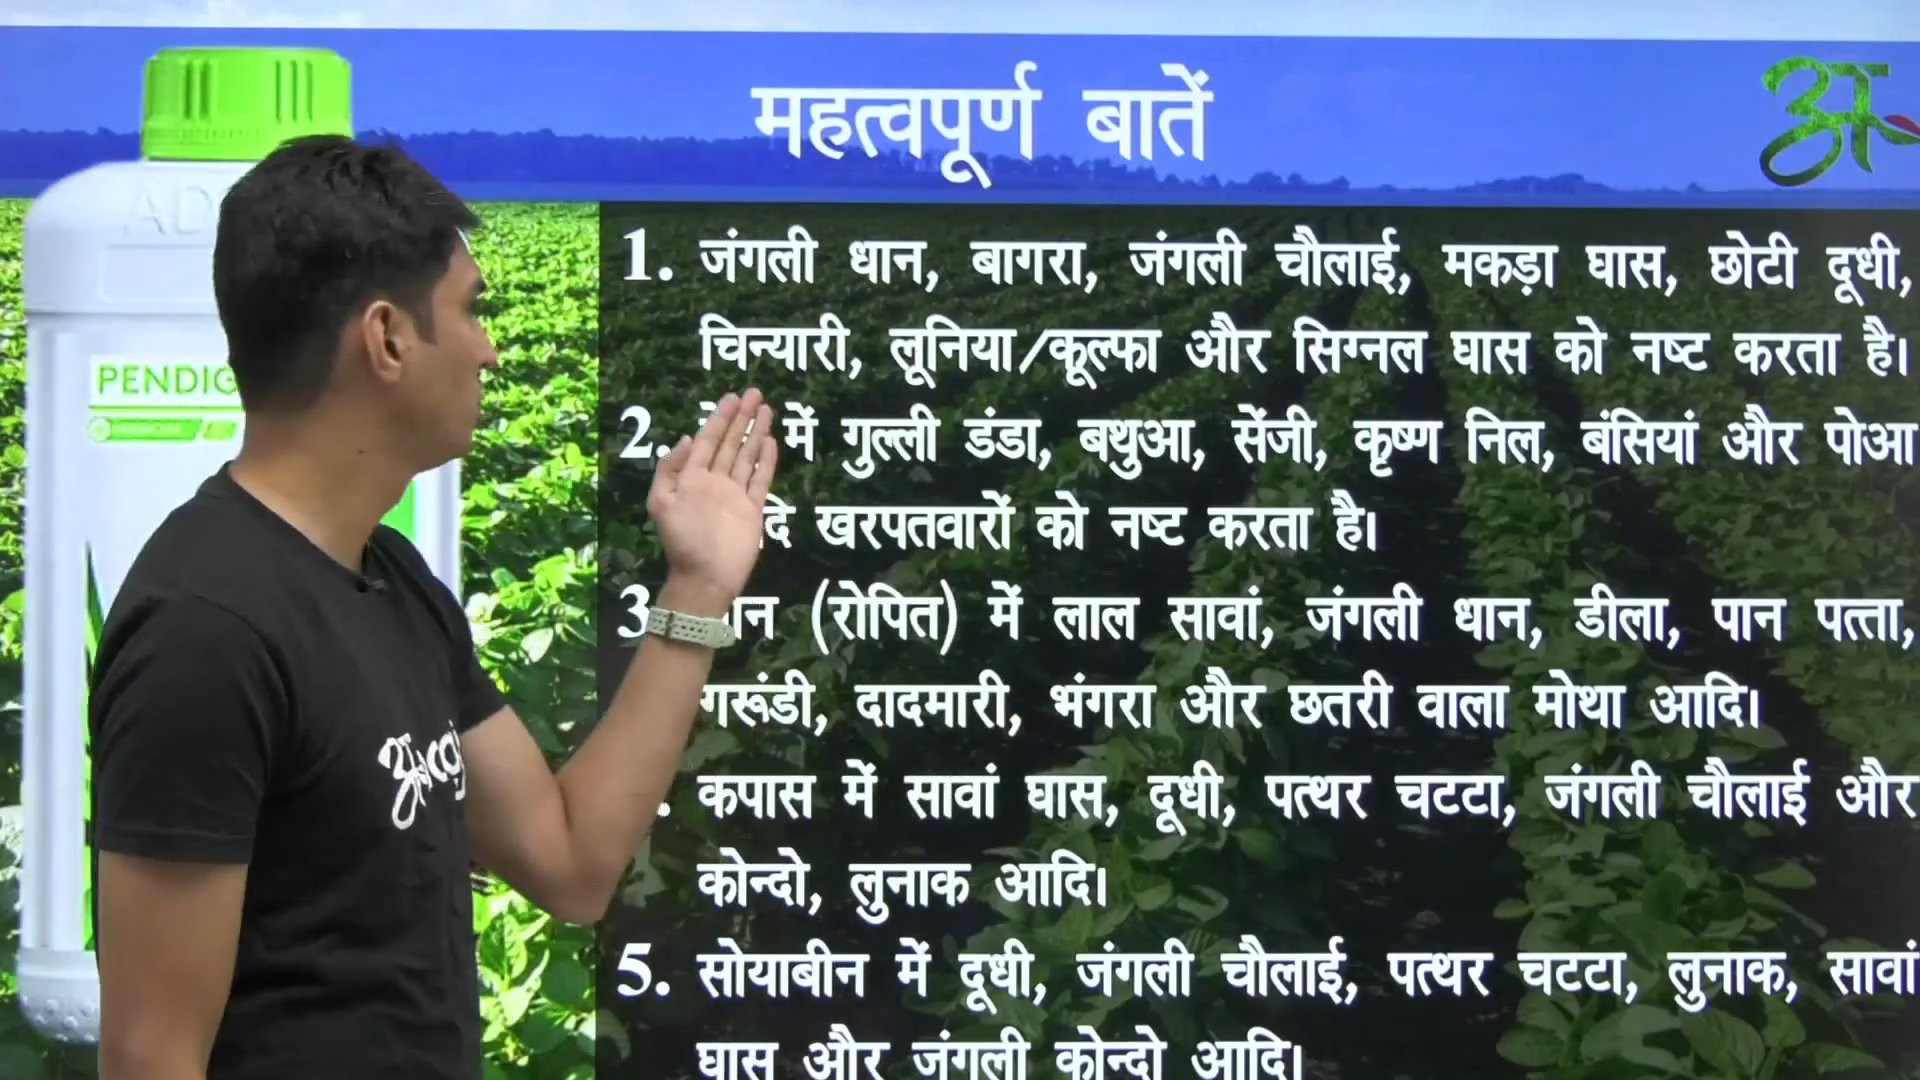 महत्वपूर्ण बातें
अ
AD
PENDIG
1. जंगली धान, बागरा, जंगली चौलाई, मकड़ा घास, छोटी दूधी,
चिन्यारी, लूनिया/कूल्फा और सिग्नल घास को नष्ट करता है।
2. में गुल्ली डंडा, बथुआ, सेंजी, कृष्ण निल, बंसियां और पोआ
खरपतवारों को नष्ट करता है।
3 (रोपित) में लाल सावां, जंगली धान, डीला, पान पत्ता,
गरूंडी, दादमारी, भंगरा और छतरी वाला मोथा आदि।
कपास में सावां घास, दूधी, पत्थर चटटा, जंगली चौलाई और
कोन्दो, लुनाक आदि।
5. सोयाबीन में दूधी, जंगली चौलाई, पत्थर चटटा, लुनाक, सावां
घास और जंगली कोन्दो आदि।